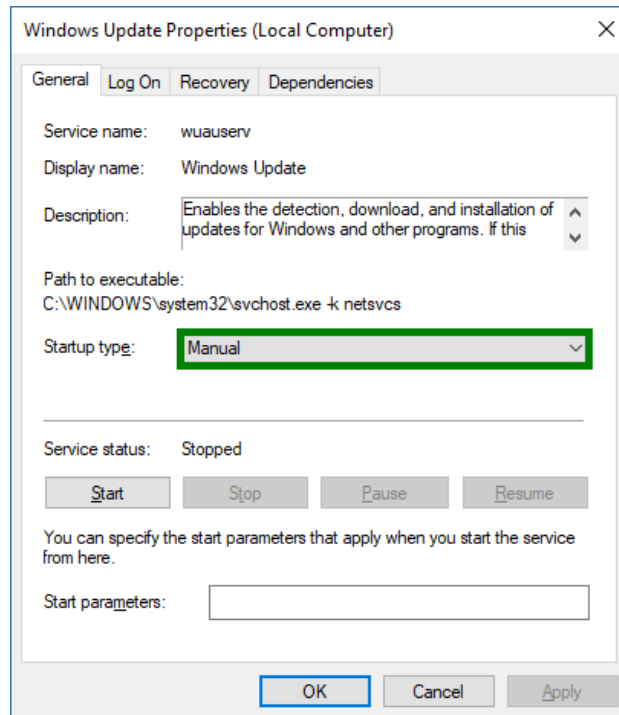 Windows Update Properties (Local Computer)
General Log On Recovery Dependencies
Service name: wuauserv
Display name: Windows Update
Description: Enables the detection, download, and installation of
updates for Windows and other programs. If this
Path to executable:
C:\WINDOWS\system32\svchost.exe -k netsvcs
Startup type: Manual
Service status: Stopped
Start Stop Pause Resume
You can specify the start parameters that apply when you start the service
from here.
Start parameters:
OK Cancel Apply